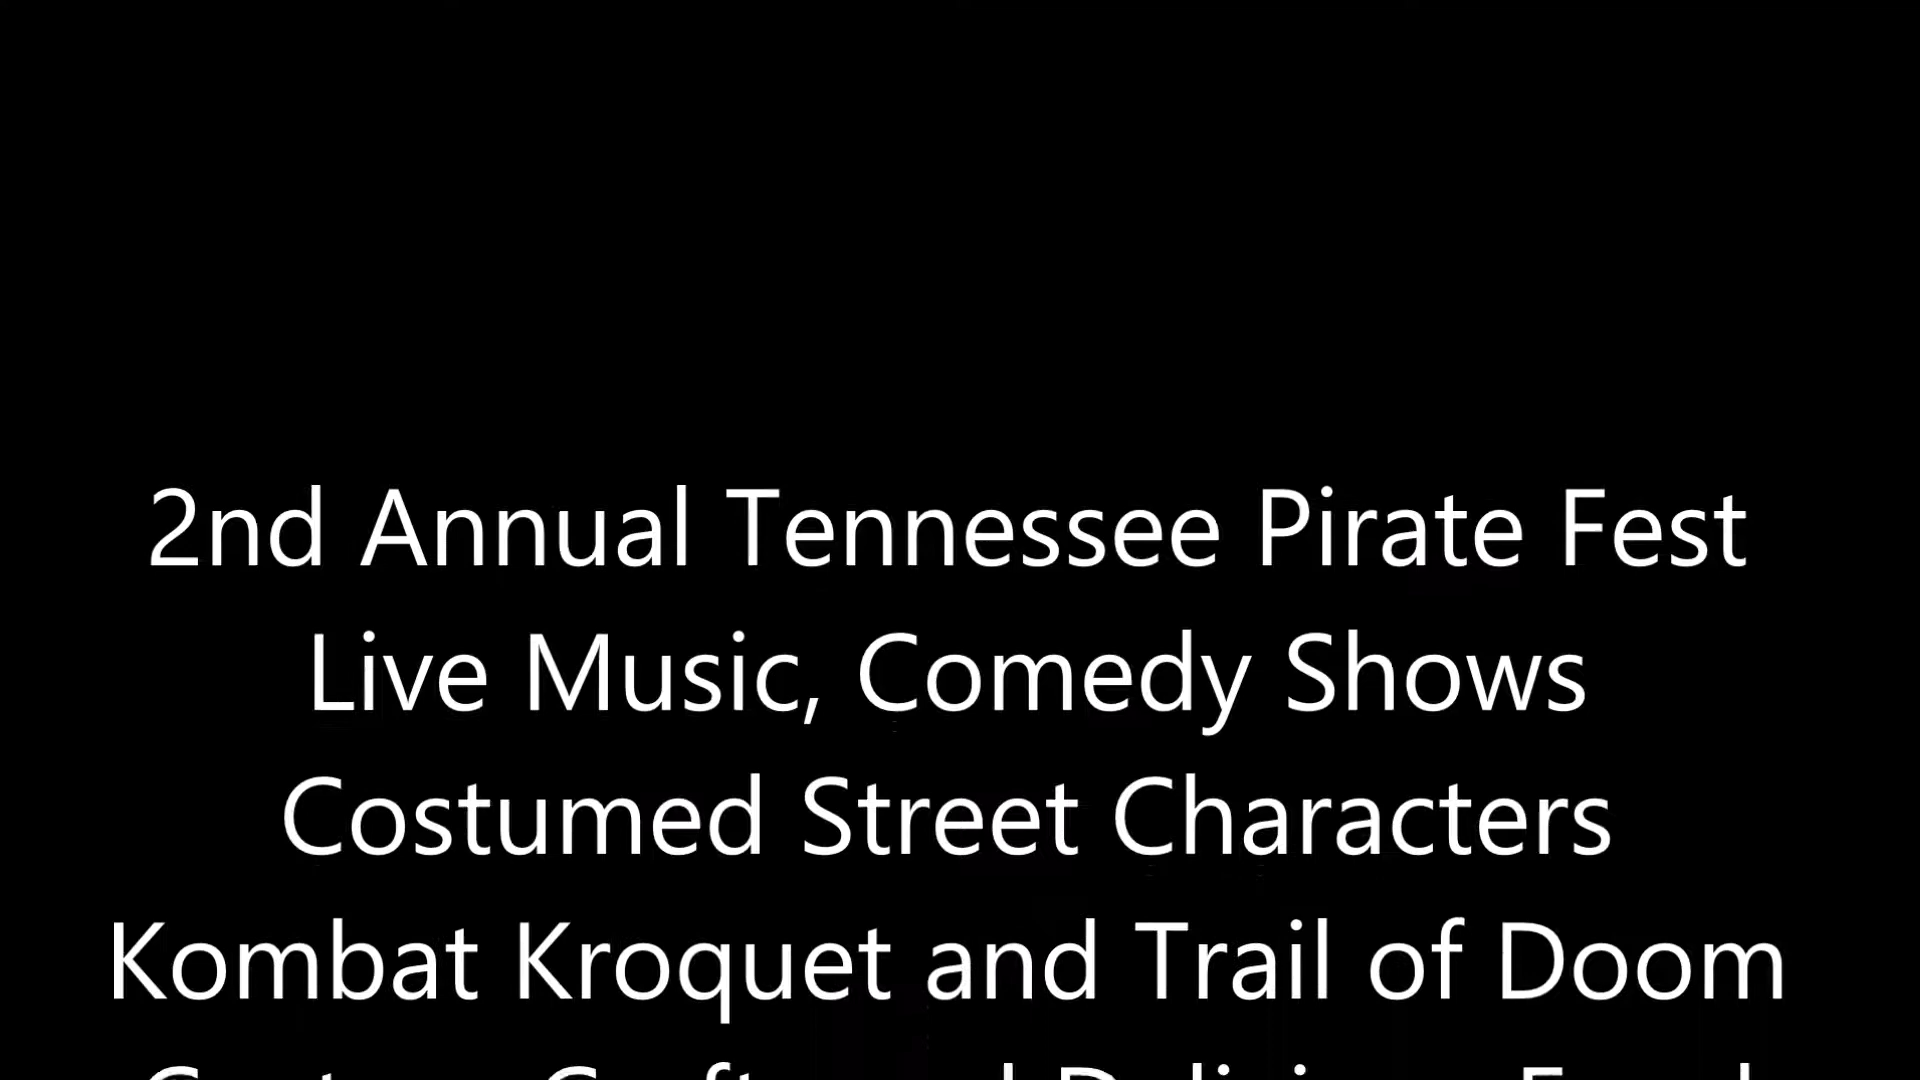 2nd Annual Tennessee Pirate Fest
Live Music, Comedy Shows
Costumed Street Characters
Kombat Kroquet and Trail of Doom